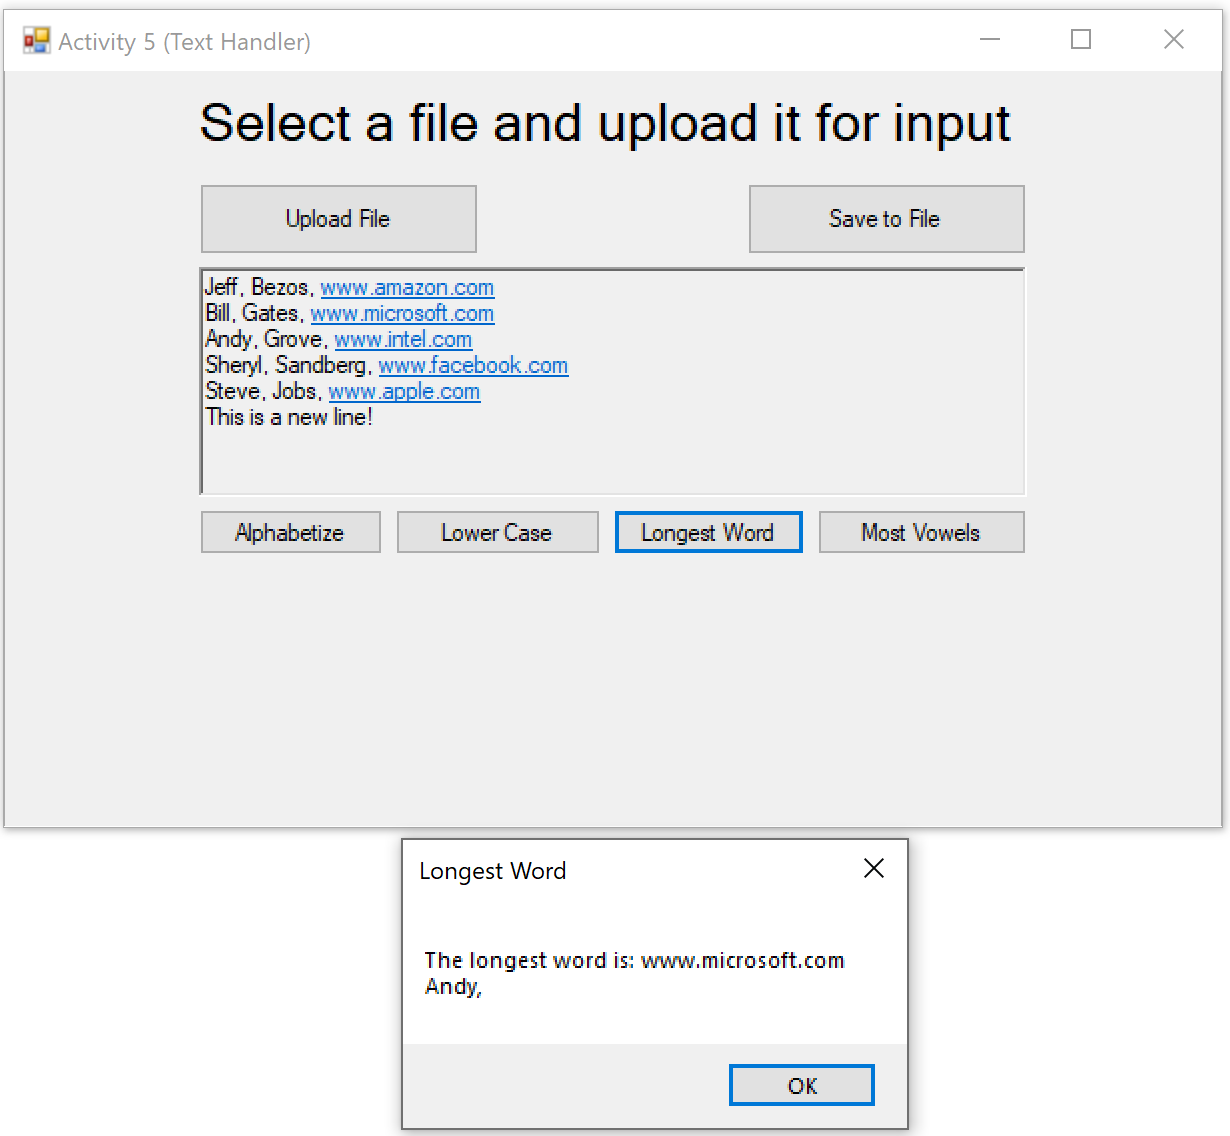 Activity 5 (Text Handler)
Select a file and upload it for input
Upload File
Save to File
Jeff, Bezos, www.amazon.com
Bill, Gates, www.microsoft.com
Andy, Grove, www.intel.com
Sheryl, Sandberg, www.facebook.com
Steve, Jobs, www.apple.com
This is a new line!
Alphabetize
Lower Case
Longest Word
Most Vowels
Longest Word
The longest word is: www.microsoft.com
Andy,
OK